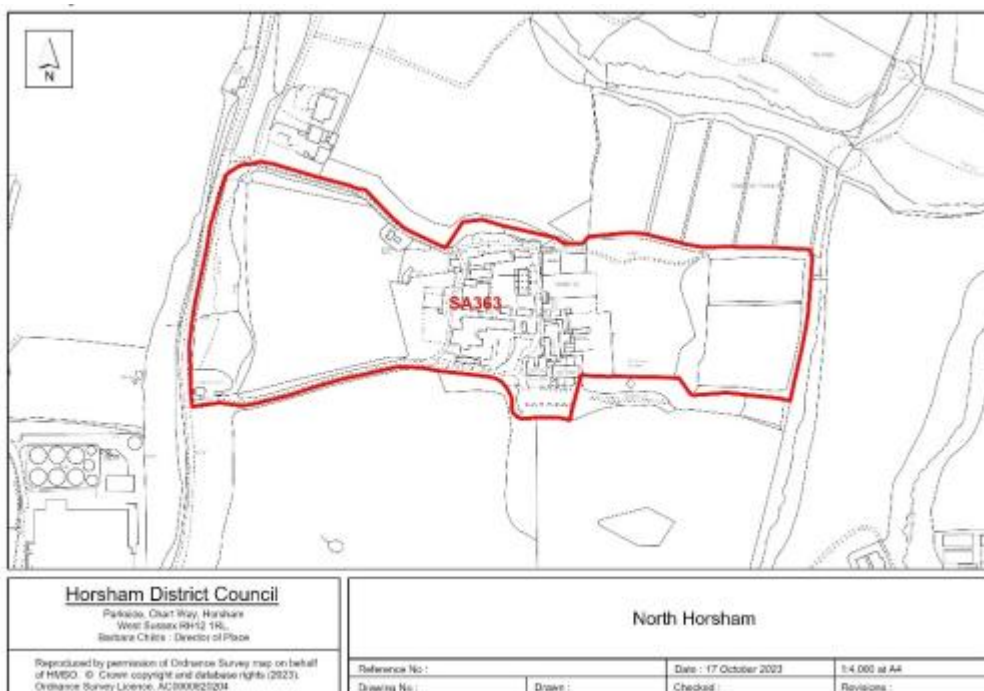 N
SA363
Horsham District Council
Parkside, Chart Way, Horsham
West Sussex RH12 1RL.
Barbara Childs : Director of Place
Reproduced by permission of Ordnance Survey map on behalf
of HMSO. © Crown copyright and database rights (2023).
Ordnance Survey Licence. AC0000820204
North Horsham
Reference No :
Date : 17 October 2023
1:4,000 at A4
Drawing No :
Drawn :
Checked :
Revisions :